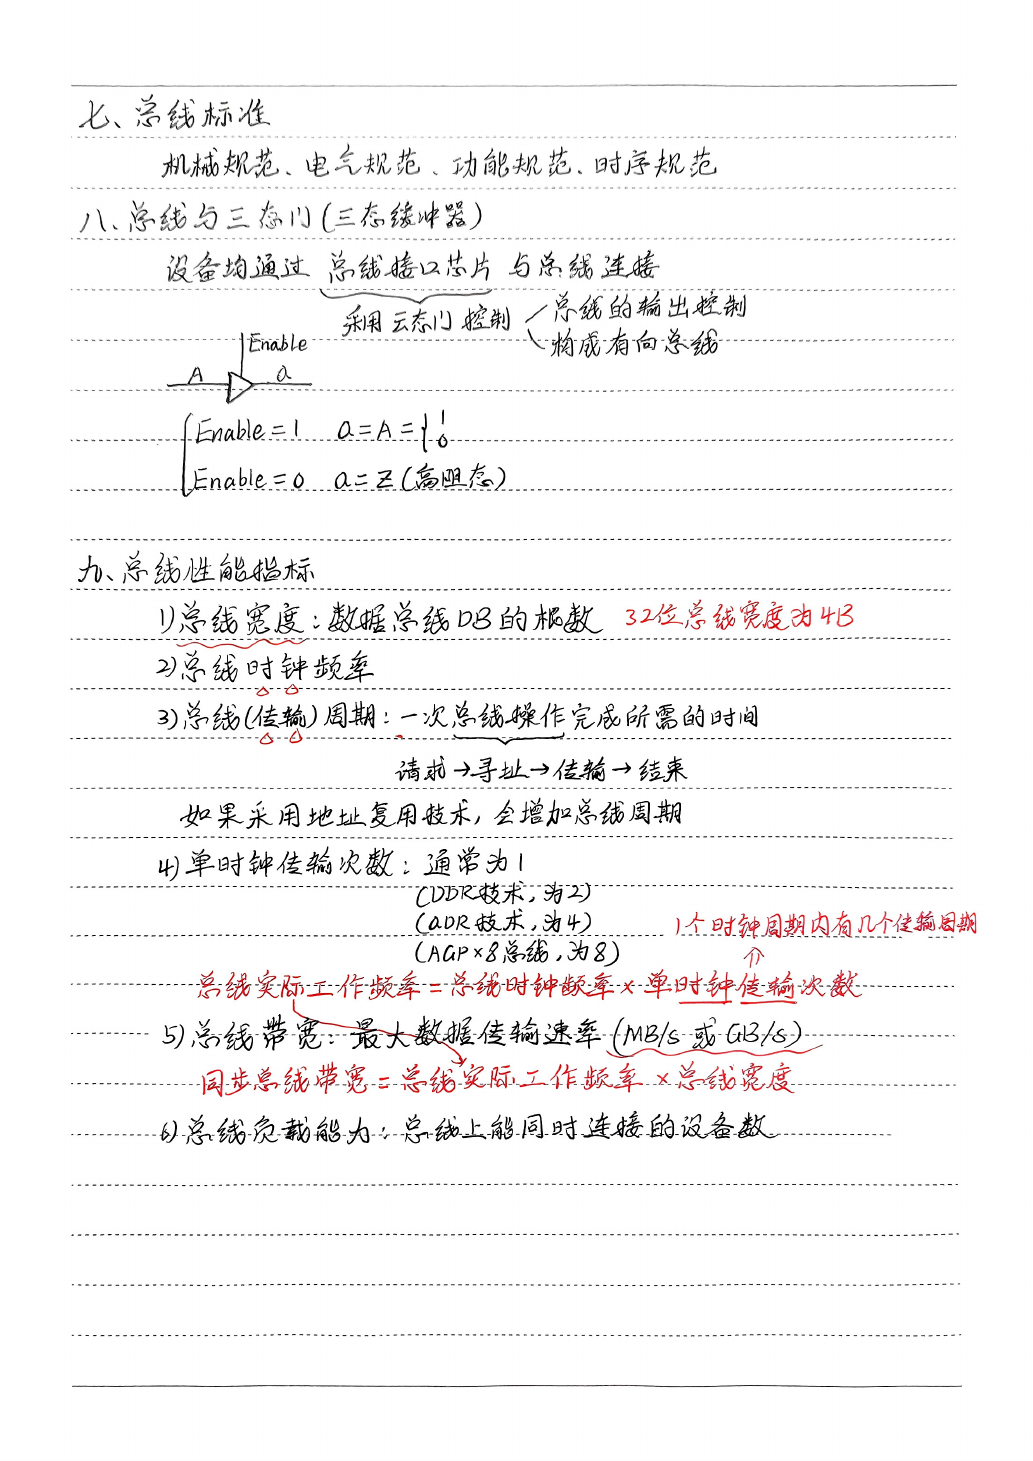 七、总线标准
机械规范、电气规范、功能规范、时序规范
八、总线与三态门(三态缓冲器)
设备均通过 总线接口芯片 与总线连接
采用三态门控制
总线的输出控制
构成有向总线
Enable
A
a
Enable=1 a=A={1 0
Enable=0 a=Z(高阻态)
九、总线性能指标
1)总线宽度:数据总线DB的根数 32位总线宽度为4B
2)总线时钟频率
3)总线(传输)周期:一次总线操作完成所需的时间
请求→寻址→传输→结束
如果采用地址复用技术,会增加总线周期
4)单时钟传输次数:通常为1
(DDR技术,为2)
(QDR技术,为4)
1个时钟周期内有几个传输周期
(AGP×8总线,为8)
总线实际工作频率=总线时钟频率×单时钟传输次数
5)总线带宽:最大数据传输速率(MB/s或GB/s)
同步总线带宽=总线实际工作频率×总线宽度
6)总线负载能力:总线上能同时连接的设备数